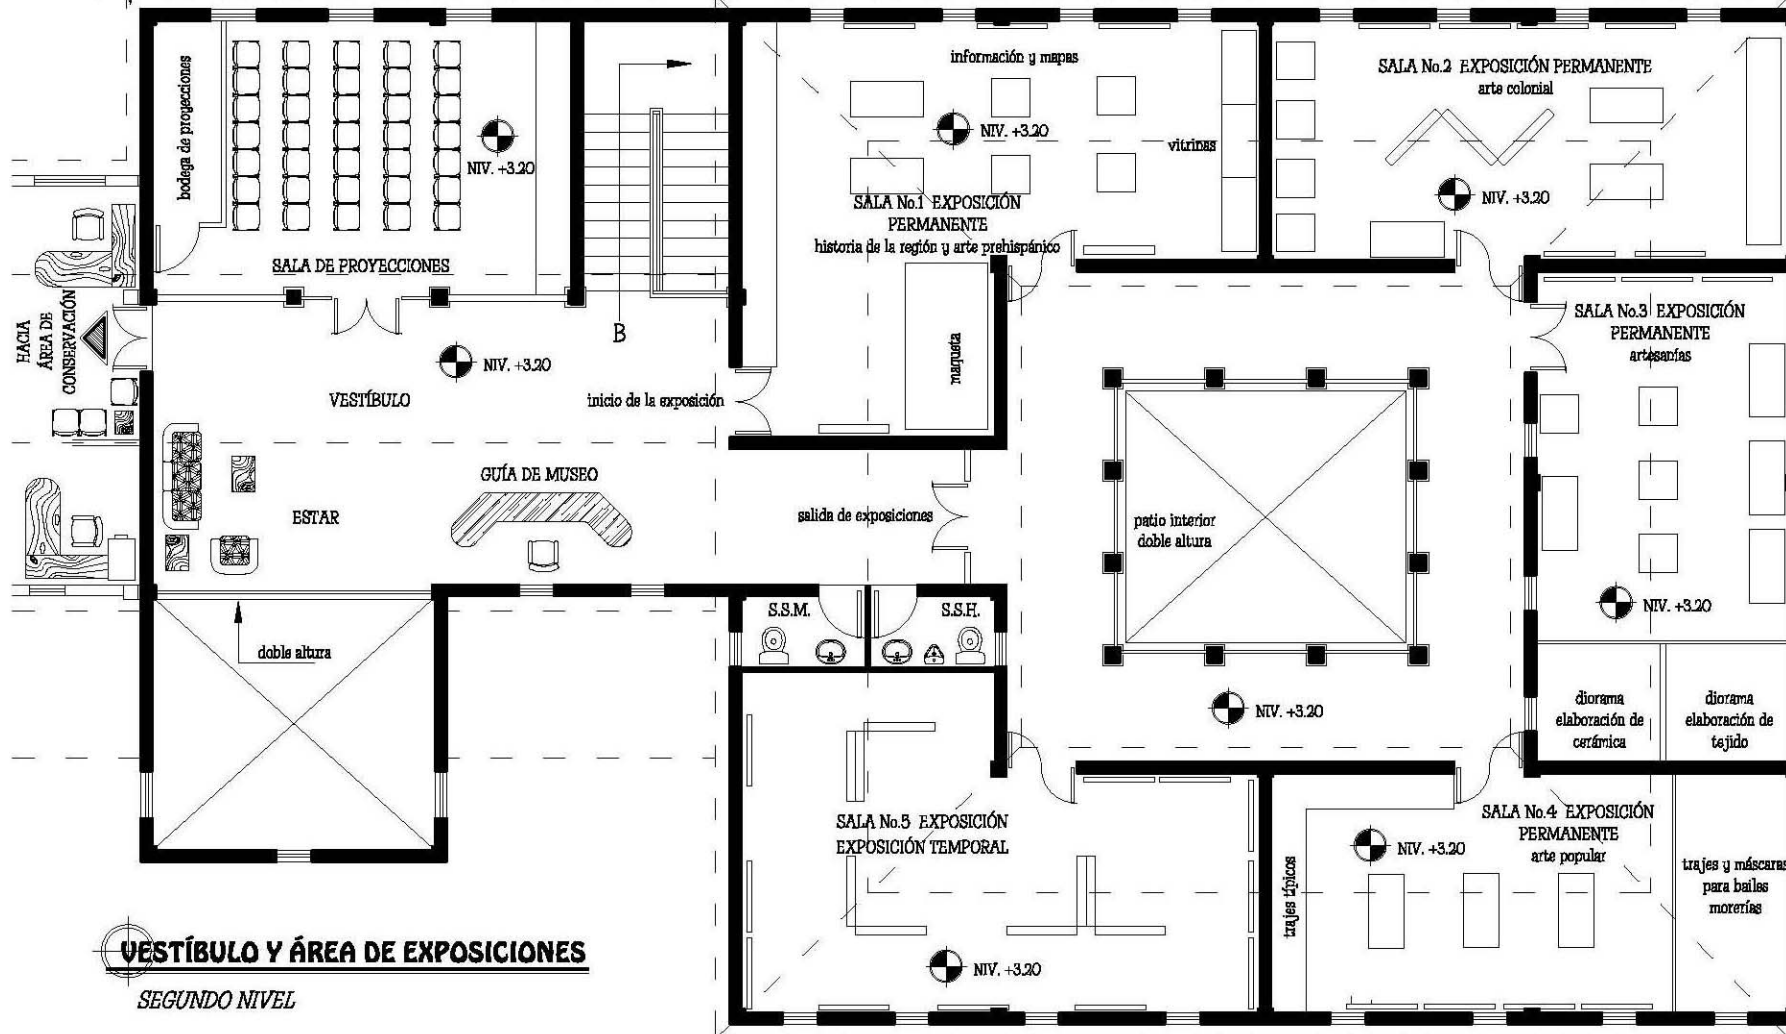 bodega de proyecciones
NIV. +3.20
SALA DE PROYECCIONES
B
HACIA
ÁREA DE
CONSERVACIÓN
NIV. +3.20
VESTÍBULO
inicio de la exposición
GUÍA DE MUSEO
ESTAR
salida de exposiciones
doble altura
S.S.M.
S.S.H.
información y mapas
NIV. +3.20
vitrinas
SALA No.1 EXPOSICIÓN
PERMANENTE
historia de la región y arte prehispánico
maqueta
SALA No.2 EXPOSICIÓN PERMANENTE
arte colonial
NIV. +3.20
SALA No.3 EXPOSICIÓN
PERMANENTE
artesanías
NIV. +3.20
patio interior
doble altura
NIV. +3.20
diorama
elaboración de
cerámica
diorama
elaboración de
tejido
SALA No.4 EXPOSICIÓN
PERMANENTE
arte popular
NIV. +3.20
trajes típicos
trajes y máscaras
para bailes
morerías
SALA No.5 EXPOSICIÓN
EXPOSICIÓN TEMPORAL
NIV. +3.20
VESTÍBULO Y ÁREA DE EXPOSICIONES
SEGUNDO NIVEL